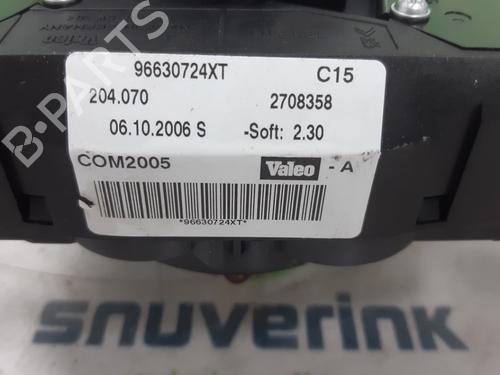 96630724XT C15
204.070 2708358
06.10.2006 S -Soft: 2.30
COM2005 Valeo - A
*96630724XT*
B-PARTS
snuverink